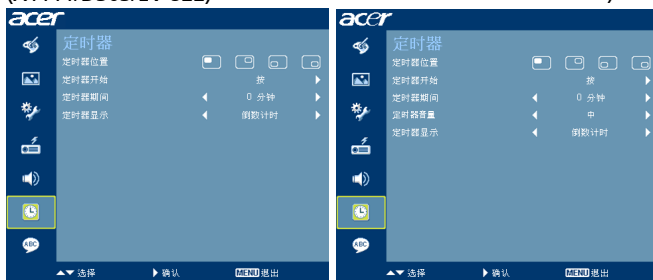 acer
定时器
定时器位置
定时器开始 按
定时器期间 0 分钟
定时器显示 倒数计时
ABC
选择 确认 MENU 退出
acer
定时器
定时器位置
定时器开始 按
定时器期间 0 分钟
定时器音量 中
定时器显示 倒数计时
ABC
选择 确认 MENU 退出